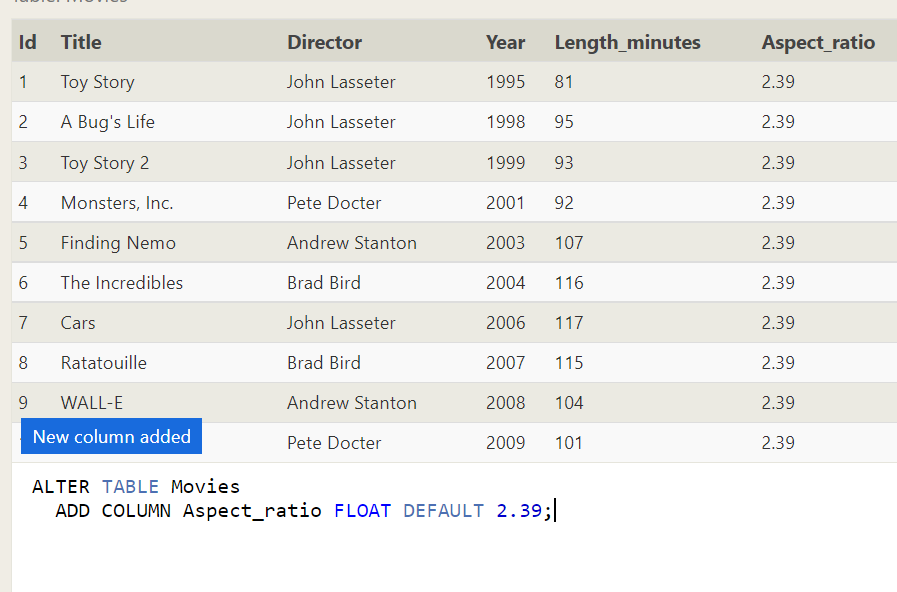 Table: Movies
Id Title Director Year Length_minutes Aspect_ratio
1 Toy Story John Lasseter 1995 81 2.39
2 A Bug's Life John Lasseter 1998 95 2.39
3 Toy Story 2 John Lasseter 1999 93 2.39
4 Monsters, Inc. Pete Docter 2001 92 2.39
5 Finding Nemo Andrew Stanton 2003 107 2.39
6 The Incredibles Brad Bird 2004 116 2.39
7 Cars John Lasseter 2006 117 2.39
8 Ratatouille Brad Bird 2007 115 2.39
9 WALL-E Andrew Stanton 2008 104 2.39
New column added Pete Docter 2009 101 2.39
ALTER TABLE Movies
ADD COLUMN Aspect_ratio FLOAT DEFAULT 2.39;